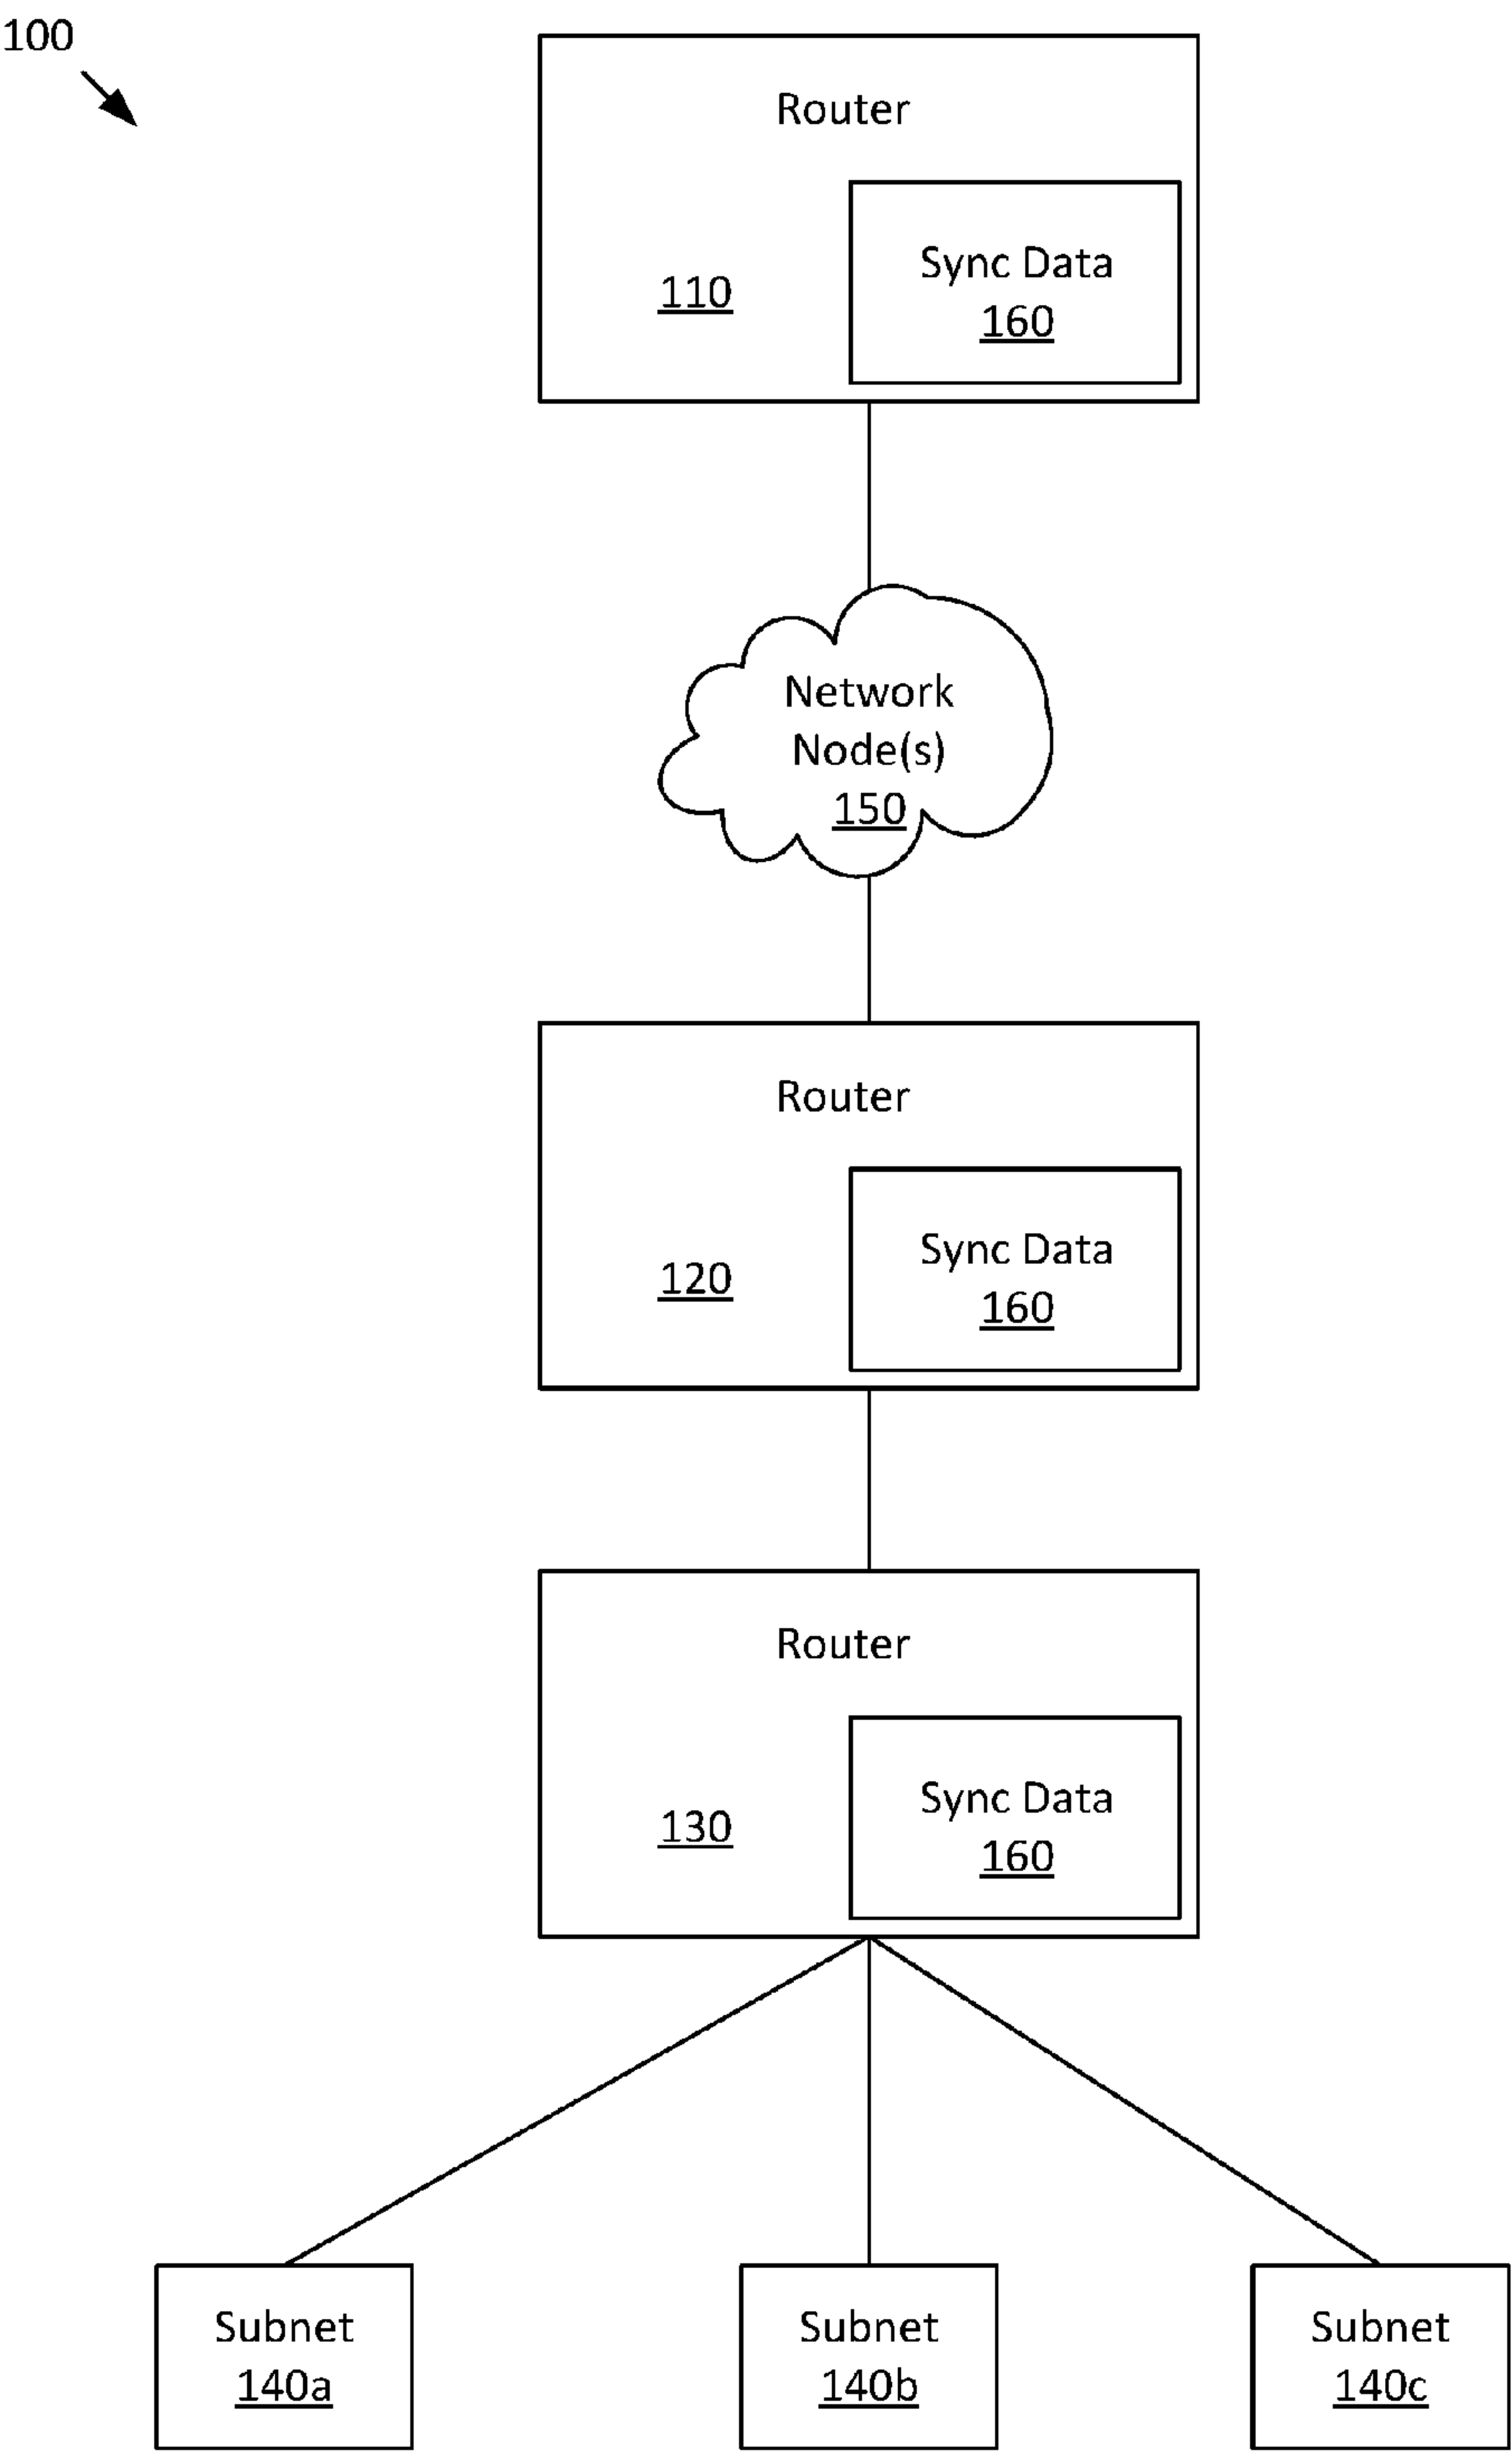 100
Router
110
Sync Data
160
Network
Node(s)
150
Router
120
Sync Data
160
Router
130
Sync Data
160
Subnet
140a
Subnet
140b
Subnet
140c